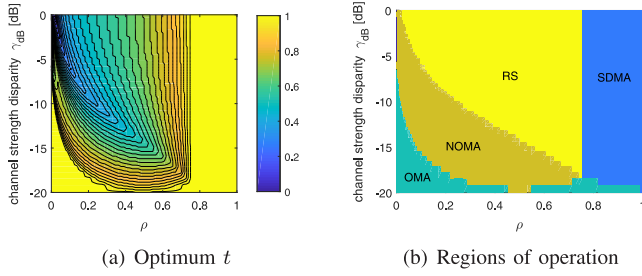 channel strength disparity γdB [dB]
0
-5
-10
-15
-20
0 0.2 0.4 0.6 0.8 1
ρ
1
0.8
0.6
0.4
0.2
0
(a) Optimum t
channel strength disparity γdB [dB]
0
-5
-10
-15
-20
0 0.2 0.4 0.6 0.8 1
ρ
RS
SDMA
NOMA
OMA
(b) Regions of operation